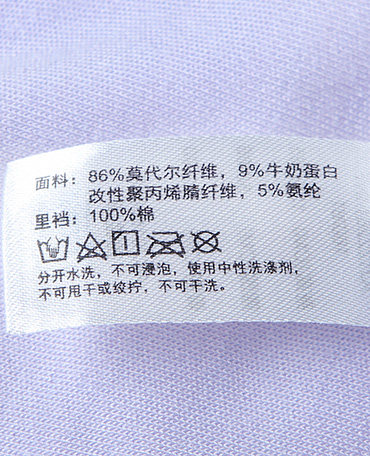 面料：86%莫代尔纤维，9%牛奶蛋白
改性聚丙烯腈纤维，5%氨纶
里裆：100%棉
分开水洗，不可浸泡，使用中性洗涤剂，
不可甩干或绞拧，不可干洗。